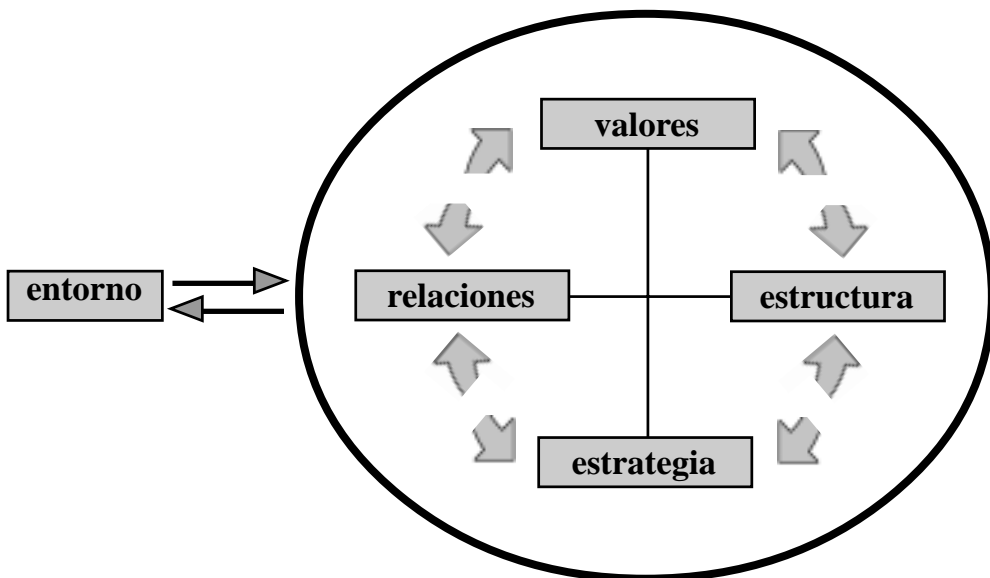 valores
entorno
relaciones
estructura
estrategia